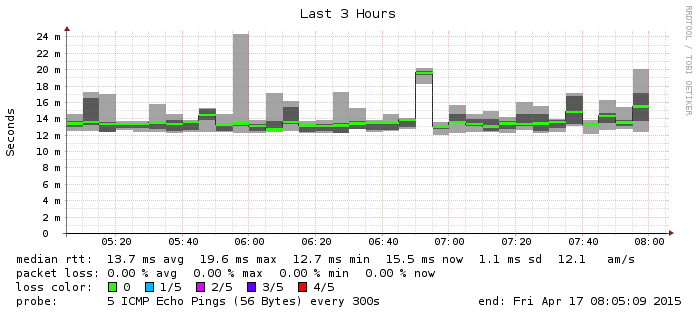 Last 3 Hours
RRDTOOL / TOBI OETIKER
Seconds
24 m
22 m
20 m
18 m
16 m
14 m
12 m
10 m
8 m
6 m
4 m
2 m
0
05:20 05:40 06:00 06:20 06:40 07:00 07:20 07:40 08:00
median rtt: 13.7 ms avg 19.6 ms max 12.7 ms min 15.5 ms now 1.1 ms sd 12.1 am/s
packet loss: 0.00 % avg 0.00 % max 0.00 % min 0.00 % now
loss color: 0 1/5 2/5 3/5 4/5
probe: 5 ICMP Echo Pings (56 Bytes) every 300s end: Fri Apr 17 08:05:09 2015